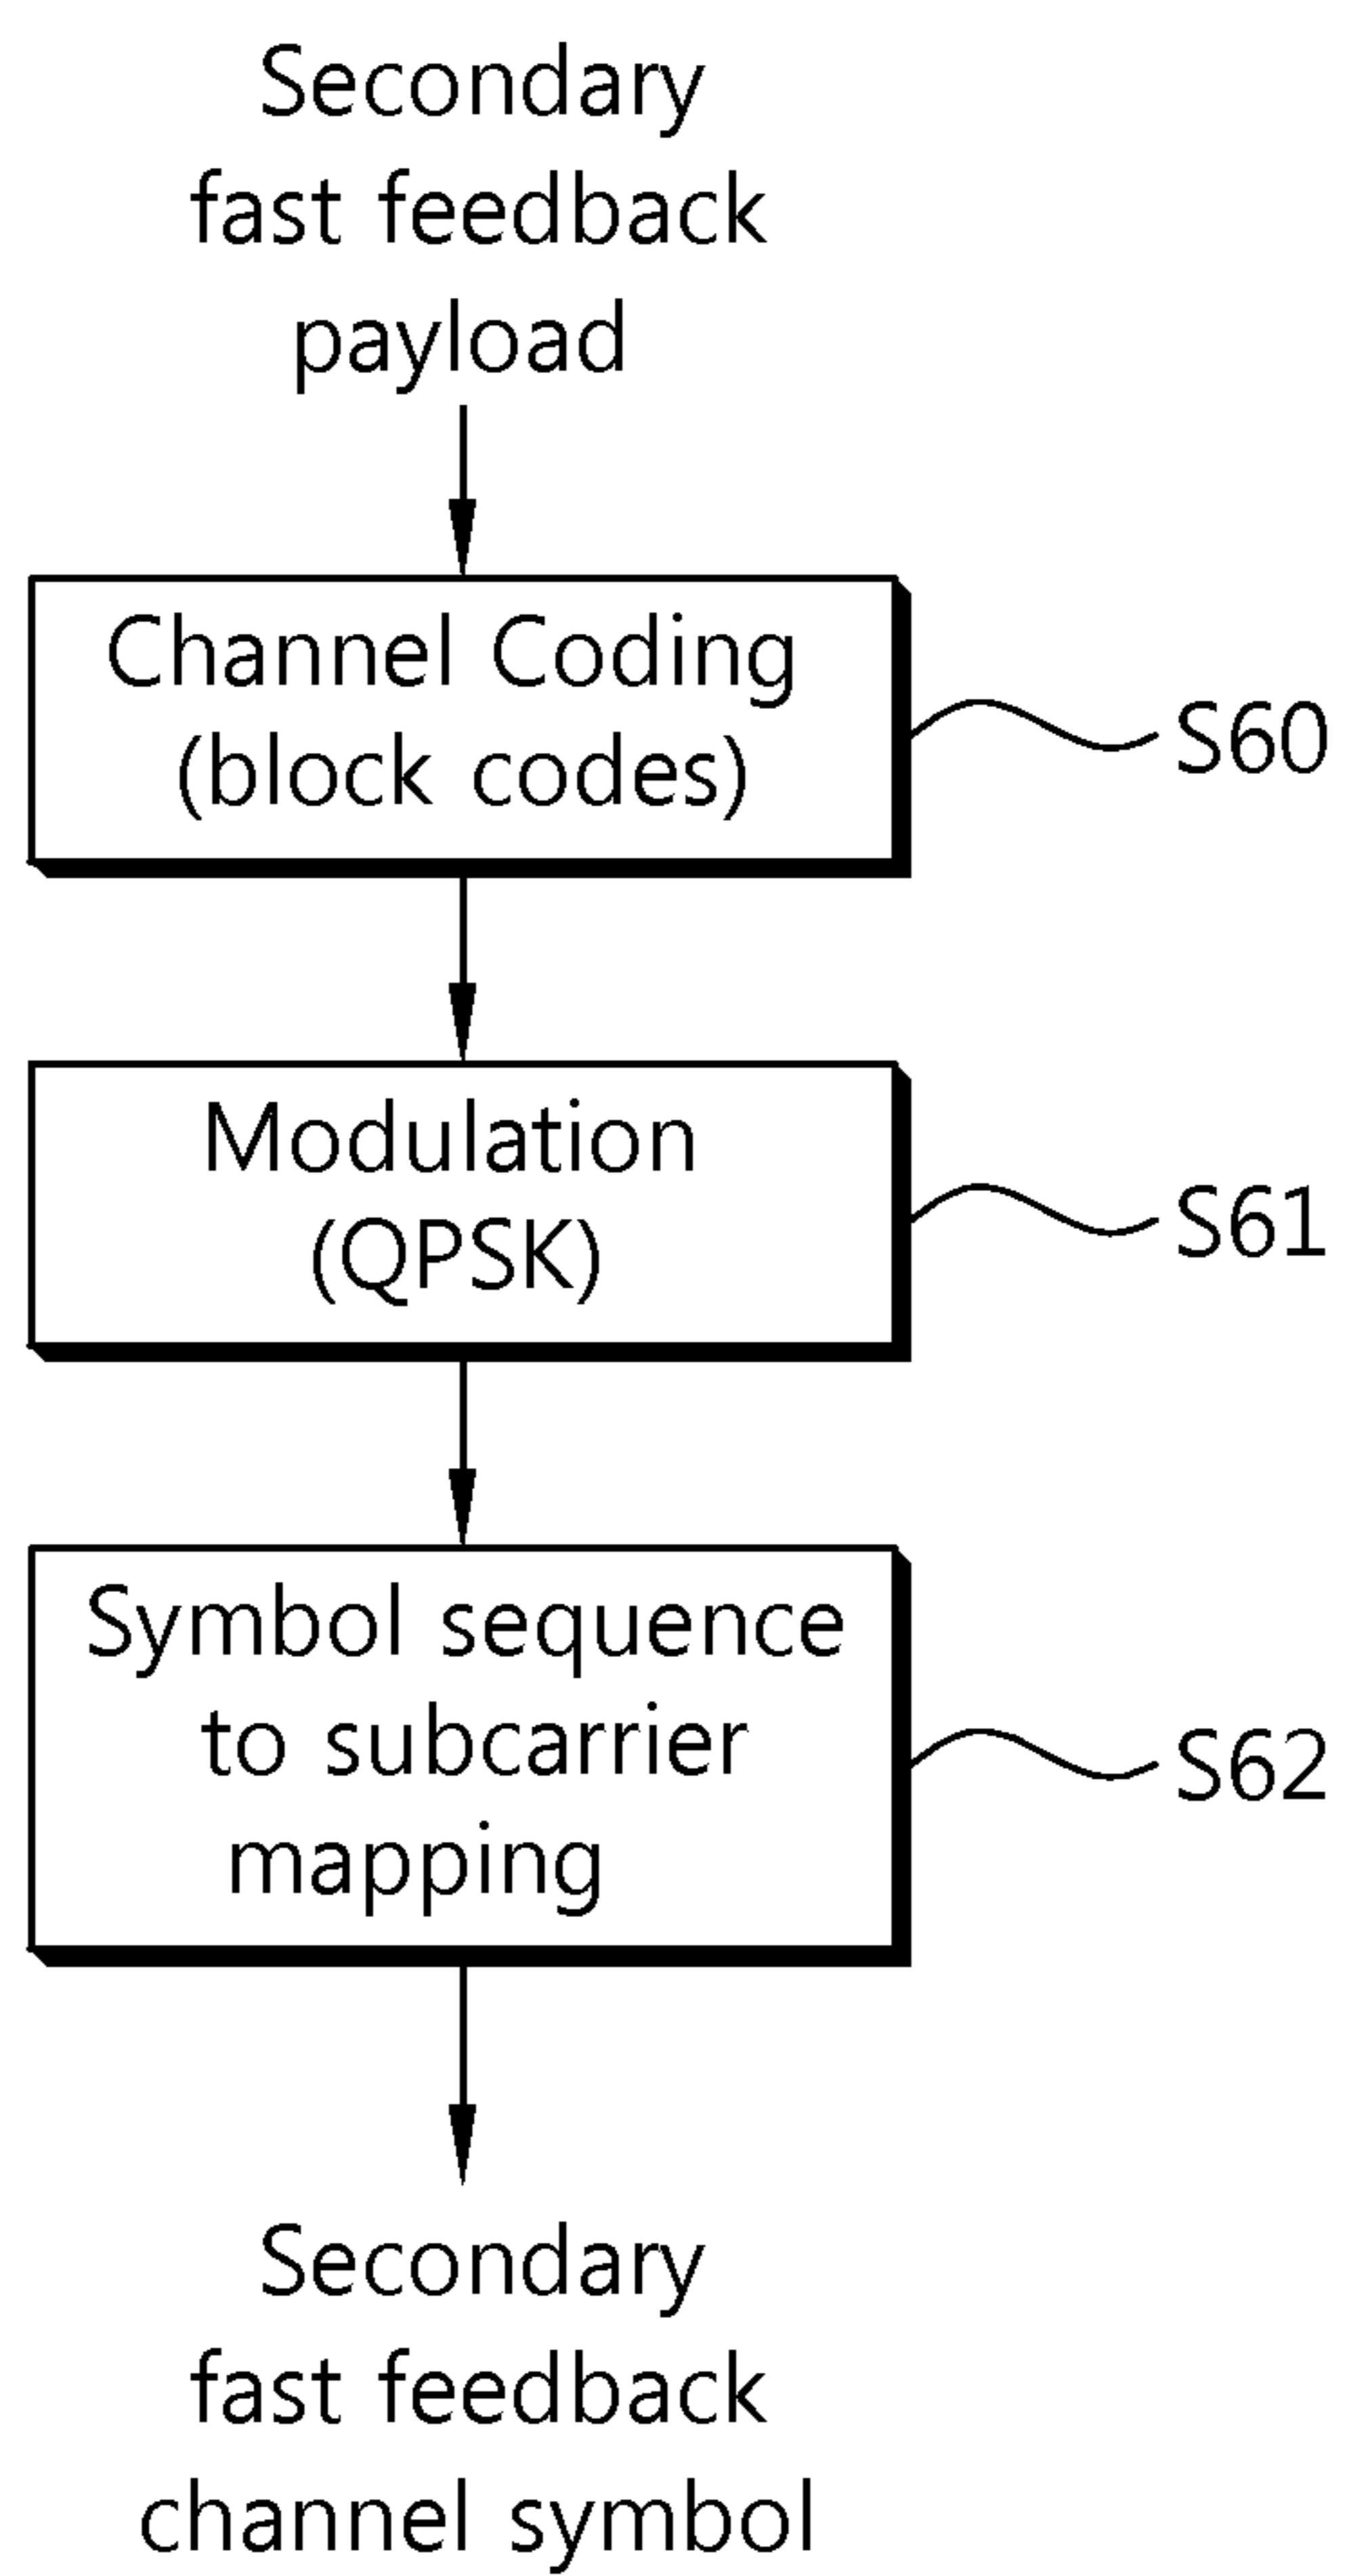 Secondary
fast feedback
payload
Channel Coding
(block codes)
S60
Modulation
(QPSK)
S61
Symbol sequence
to subcarrier
mapping
S62
Secondary
fast feedback
channel symbol